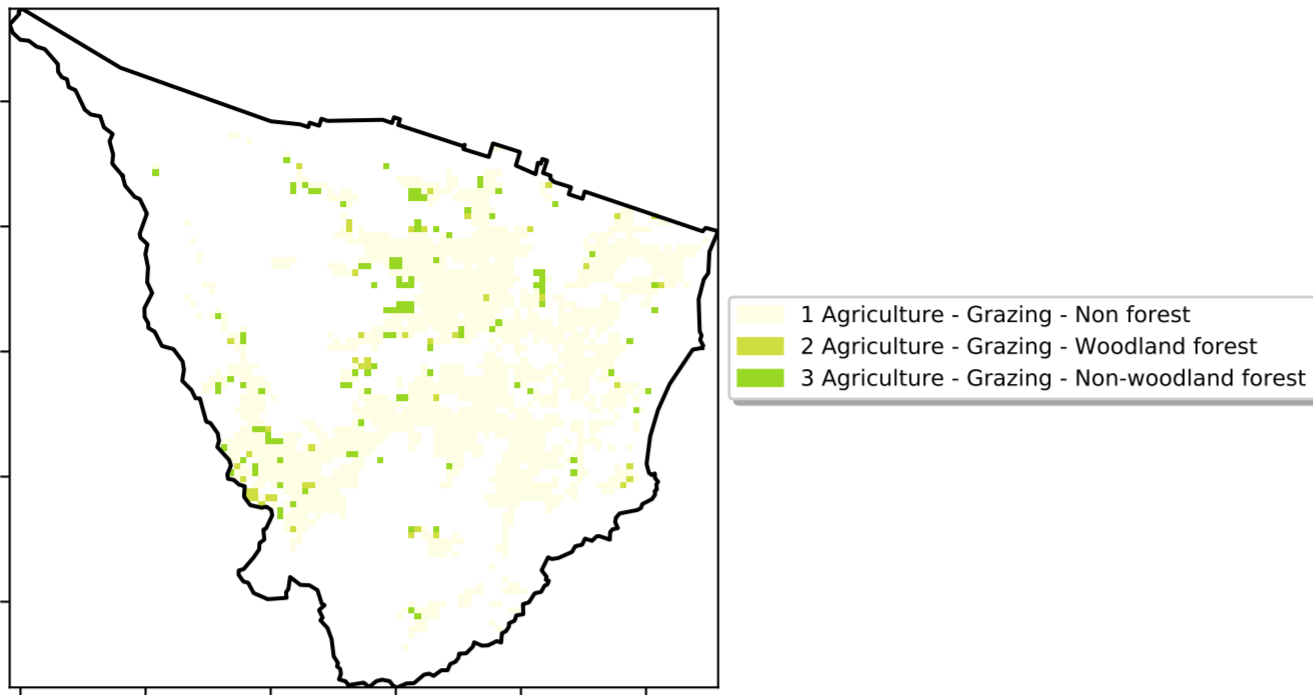 1 Agriculture - Grazing - Non forest
2 Agriculture - Grazing - Woodland forest
3 Agriculture - Grazing - Non-woodland forest